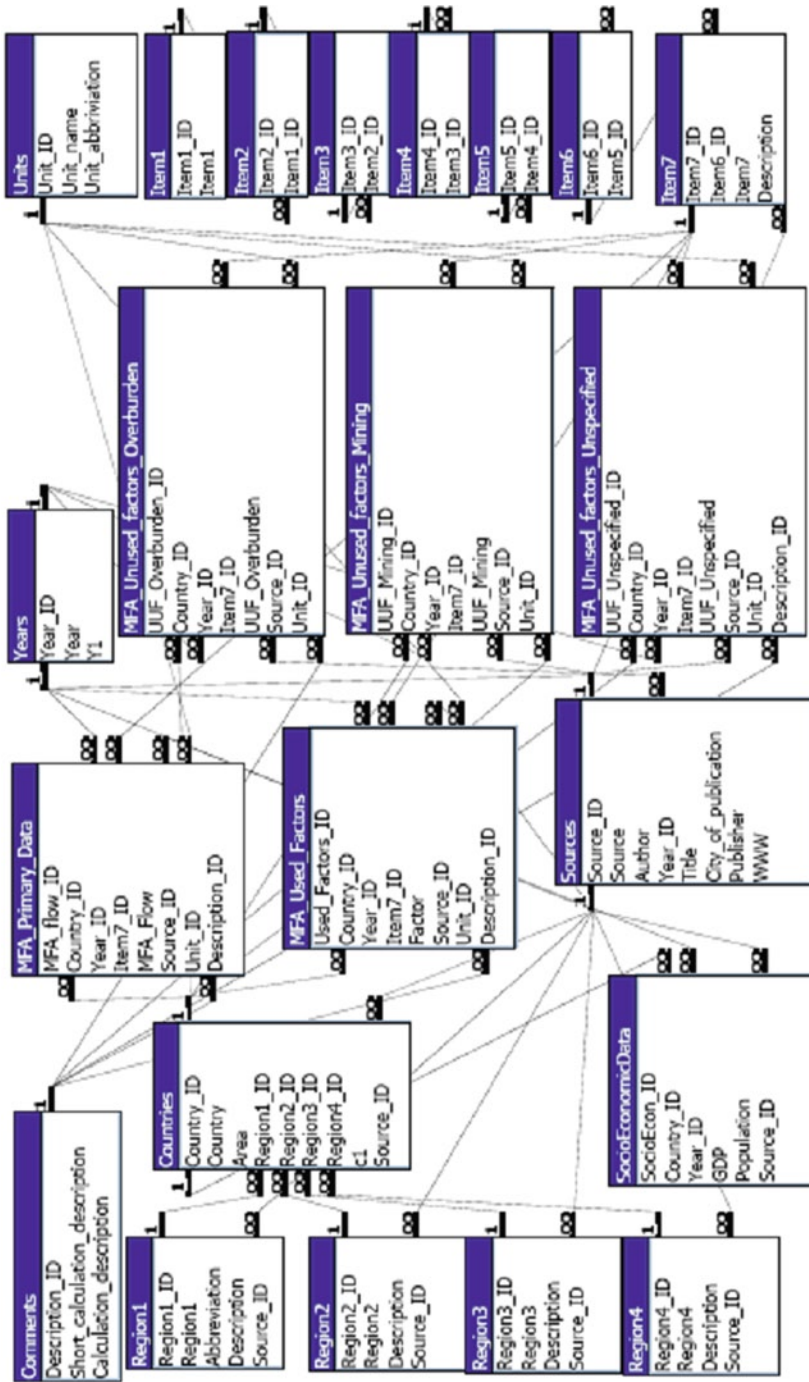 Comments
Description_ID
Short_calculation_description
Calculation_description
MFA_Primary_Data
MFA_flow_ID
Country_ID
Year_ID
Item7_ID
MFA_Flow
Source_ID
Unit_ID
Description_ID
Years
Year_ID
Year
Y1
Units
Unit_ID
Unit_name
Unit_abbriviation
Region1
Region1_ID
Region1
Abbreviation
Description
Source_ID
Countries
Country_ID
Country
Area
Region1_ID
Region2_ID
Region3_ID
Region4_ID
c1
Source_ID
MFA_Used_Factors
Used_Factors_ID
Country_ID
Year_ID
Item7_ID
Factor
Source_ID
Unit_ID
Description_ID
MFA_Unused_factors_Overburden
UUF_Overburden_ID
Country_ID
Year_ID
Item7_ID
UUF_Overburden
Source_ID
Unit_ID
Item1
Item1_ID
Item1
Item2
Item2_ID
Item1_ID
Item3
Item3_ID
Item2_ID
Region2
Region2_ID
Region2
Description
Source_ID
MFA_Unused_factors_Mining
UUF_Mining_ID
Country_ID
Year_ID
Item7_ID
UUF_Mining
Source_ID
Unit_ID
Item4
Item4_ID
Item3_ID
Item5
Item5_ID
Item4_ID
Region3
Region3_ID
Region3
Description
Source_ID
Sources
Source_ID
Source
Author
Year_ID
Title
City_of_publication
Publisher
WWW
MFA_Unused_factors_Unspecified
UUF_Unspecified_ID
Country_ID
Year_ID
Item7_ID
UUF_Unspecified
Source_ID
Unit_ID
Description_ID
Item6
Item6_ID
Item5_ID
Region4
Region4_ID
Region4
Description
Source_ID
SocioEconomicData
SocioEcon_ID
Country_ID
Year_ID
GDP
Population
Source_ID
Item7
Item7_ID
Item6_ID
Item7
Description